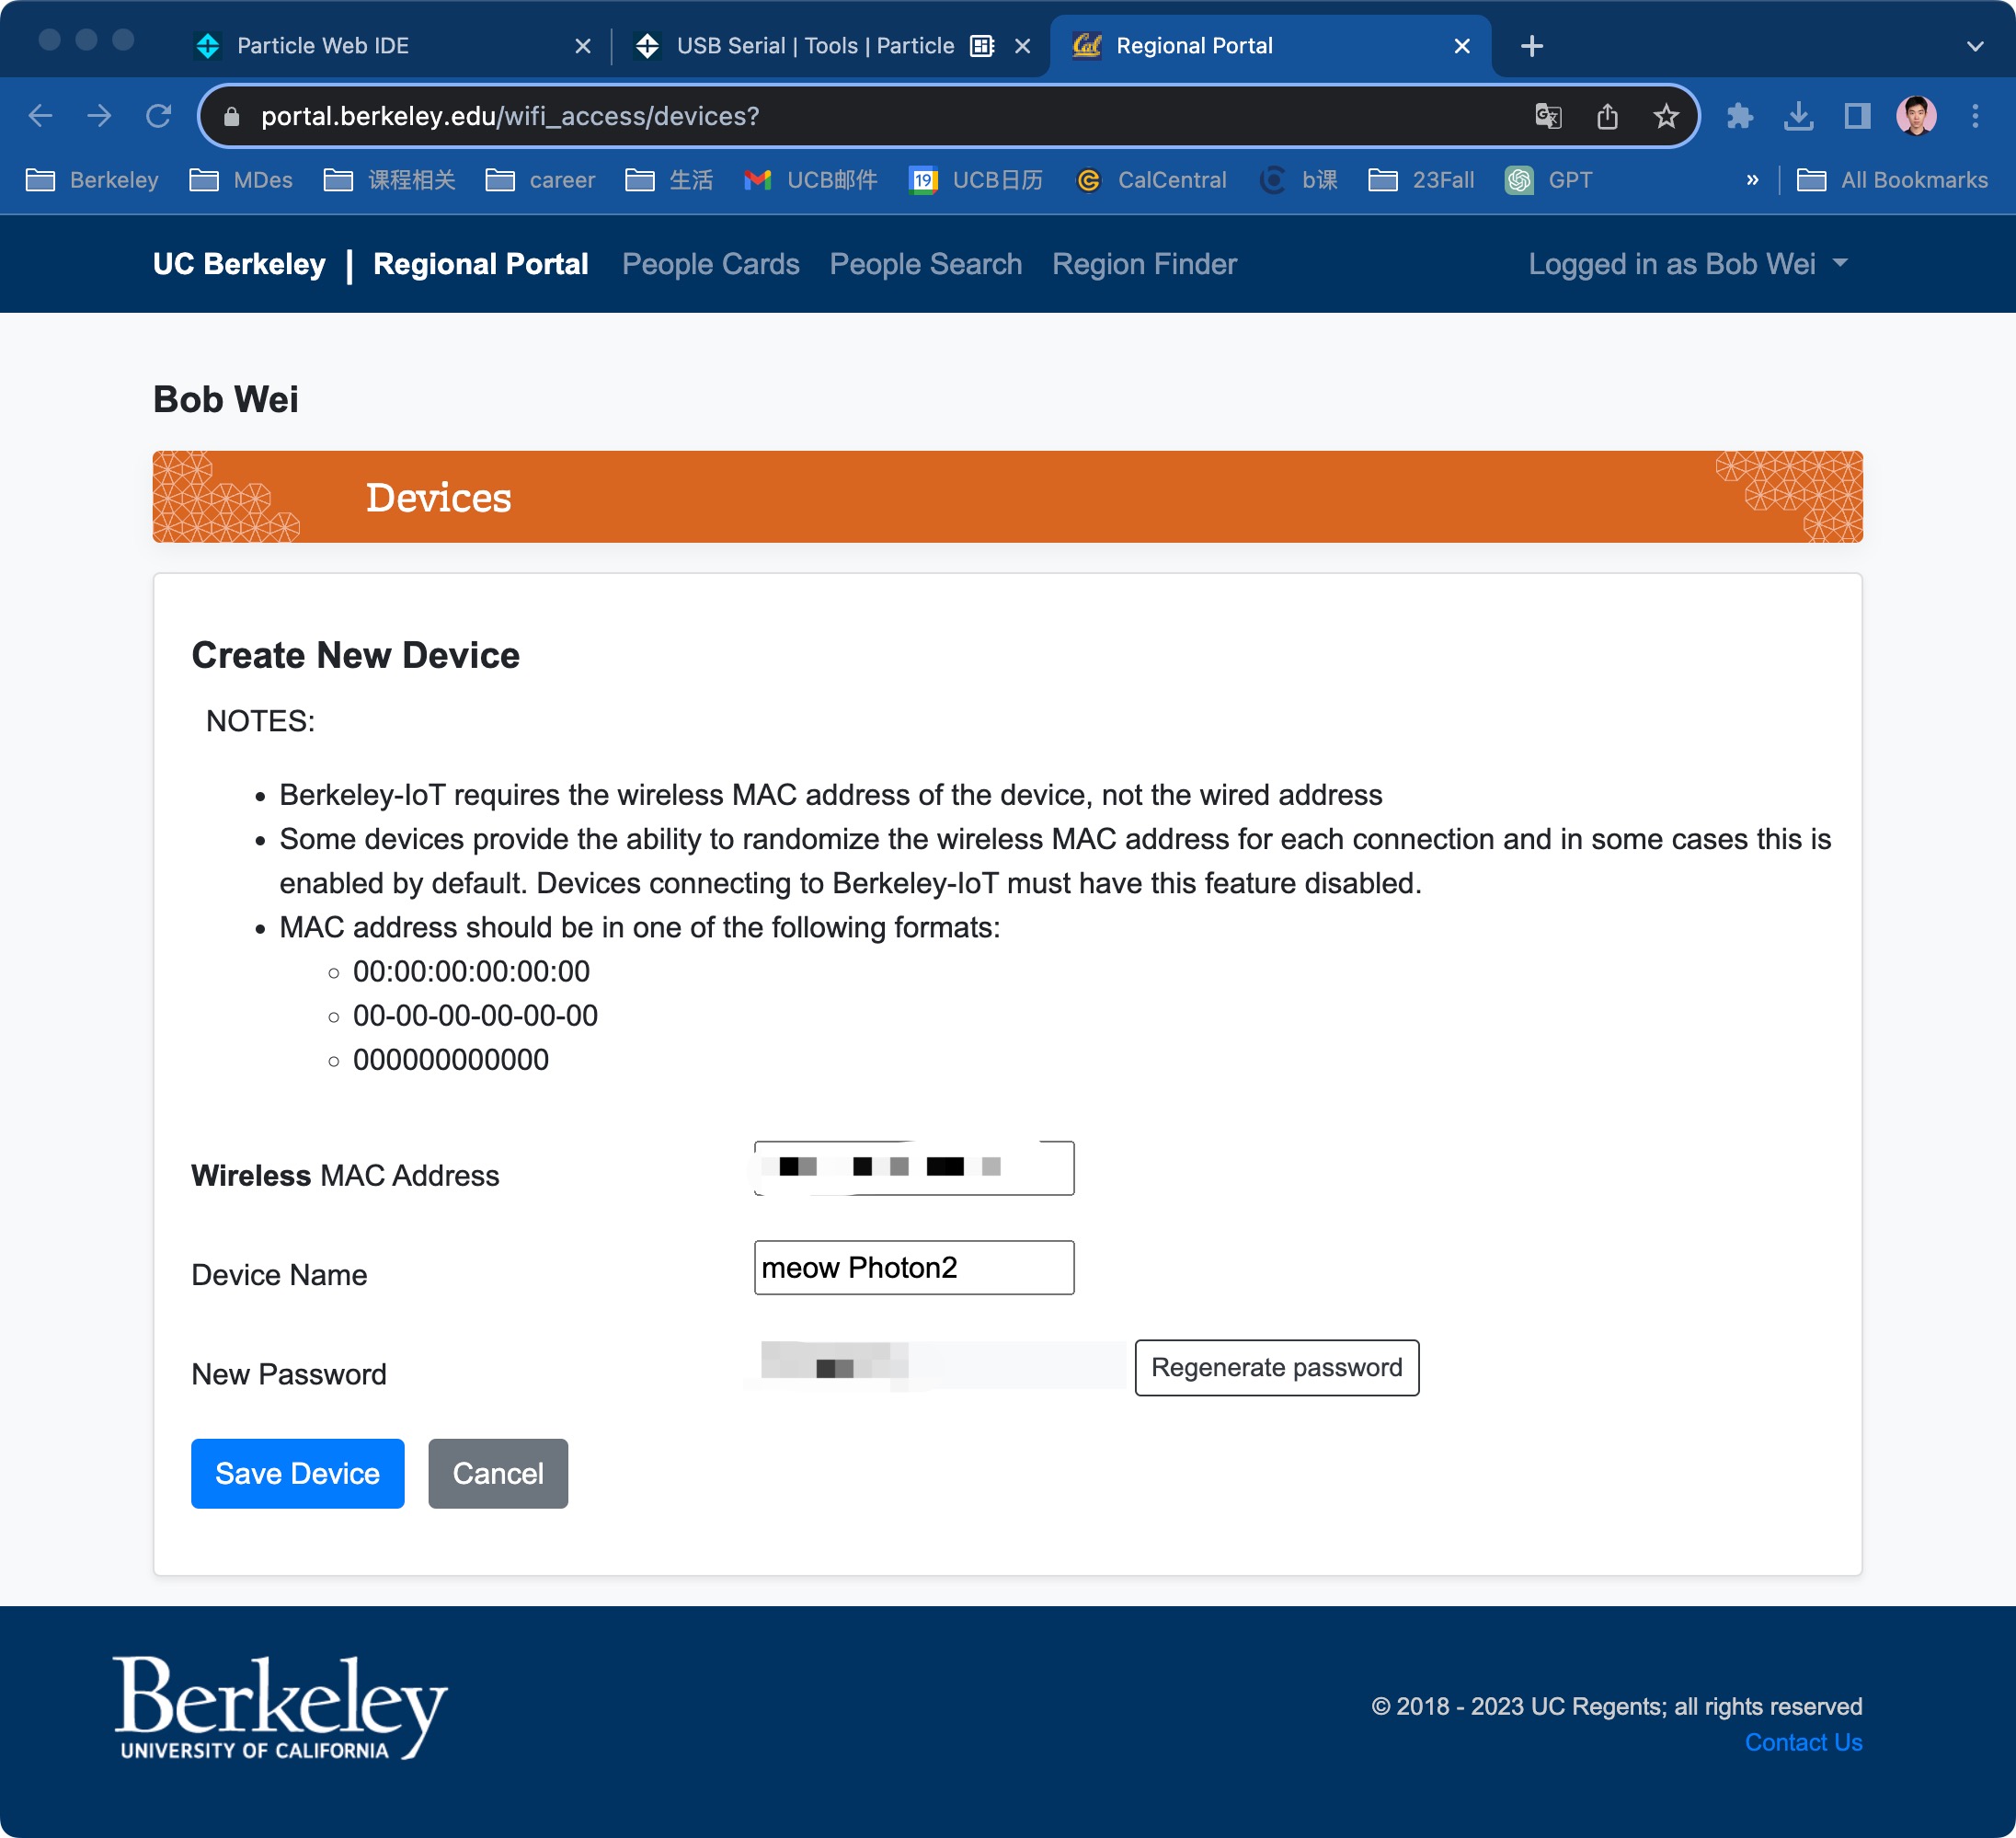 Particle Web IDE
USB Serial | Tools | Particle
Regional Portal
portal.berkeley.edu/wifi_access/devices?
Berkeley
MDes
课程相关
career
生活
UCB邮件
19
UCB日历
CalCentral
b课
23Fall
GPT
»
All Bookmarks
UC Berkeley | Regional Portal
People Cards
People Search
Region Finder
Logged in as Bob Wei
Bob Wei
Devices
Create New Device
NOTES:
• Berkeley-IoT requires the wireless MAC address of the device, not the wired address
• Some devices provide the ability to randomize the wireless MAC address for each connection and in some cases this is
enabled by default. Devices connecting to Berkeley-IoT must have this feature disabled.
• MAC address should be in one of the following formats:
◦ 00:00:00:00:00:00
◦ 00-00-00-00-00-00
◦ 000000000000
Wireless MAC Address
Device Name
meow Photon2
New Password
Regenerate password
Save Device
Cancel
Berkeley
UNIVERSITY OF CALIFORNIA
© 2018 - 2023 UC Regents; all rights reserved
Contact Us